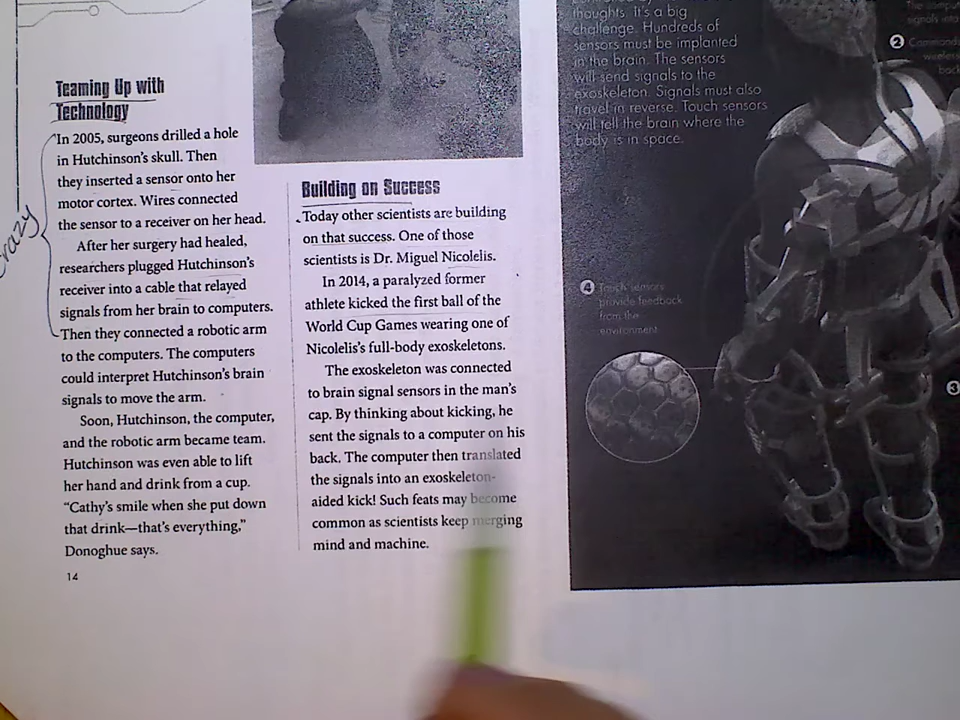 Teaming Up with
Technology
In 2005, surgeons drilled a hole
in Hutchinson's skull. Then
they inserted a sensor onto her
motor cortex. Wires connected
the sensor to a receiver on her head.
After her surgery had healed,
researchers plugged Hutchinson's
receiver into a cable that relayed
signals from her brain to computers.
Then they connected a robotic arm
to the computers. The computers
could interpret Hutchinson's brain
signals to move the arm.
Soon, Hutchinson, the computer,
and the robotic arm became team.
Hutchinson was even able to lift
her hand and drink from a cup.
“Cathy's smile when she put down
that drink—that's everything,”
Donoghue says.
14
Building on Success
Today other scientists are building
on that success. One of those
scientists is Dr. Miguel Nicolelis.
In 2014, a paralyzed former
athlete kicked the first ball of the
World Cup Games wearing one of
Nicolelis's full-body exoskeletons.
The exoskeleton was connected
to brain signal sensors in the man's
cap. By thinking about kicking, he
sent the signals to a computer on his
back. The computer then translated
the signals into an exoskeleton-
aided kick! Such feats may become
common as scientists keep merging
mind and machine.
thoughts. It's a big
challenge. Hundreds of
sensors must be implanted
in the brain. The sensors
will send signals to the
exoskeleton. Signals must also
travel in reverse. Touch sensors
will tell the brain where the
body is in space.
signals into
2
wireless
back
4 Touch sensors
provide feedback
from the
environment.
3